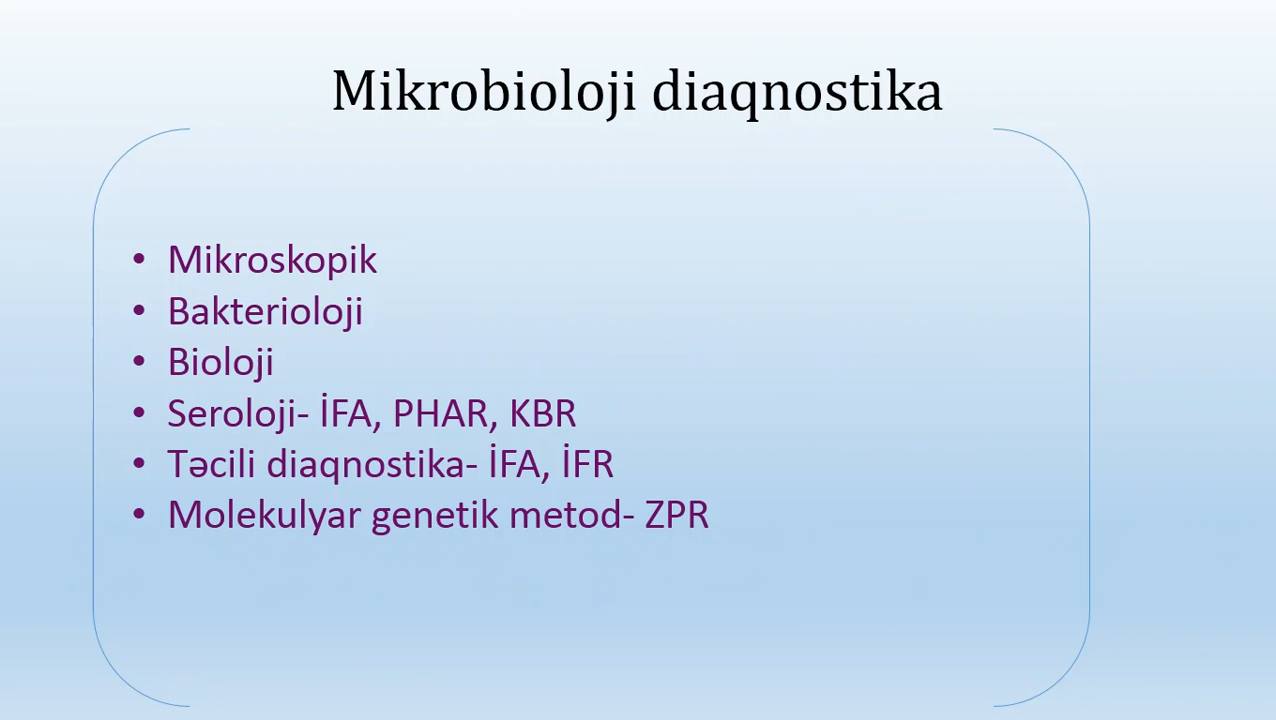 Mikrobioloji diaqnostika
• Mikroskopik
• Bakterioloji
• Bioloji
• Seroloji- İFA, PHAR, KBR
• Təcili diaqnostika- İFA, İFR
• Molekulyar genetik metod- ZPR